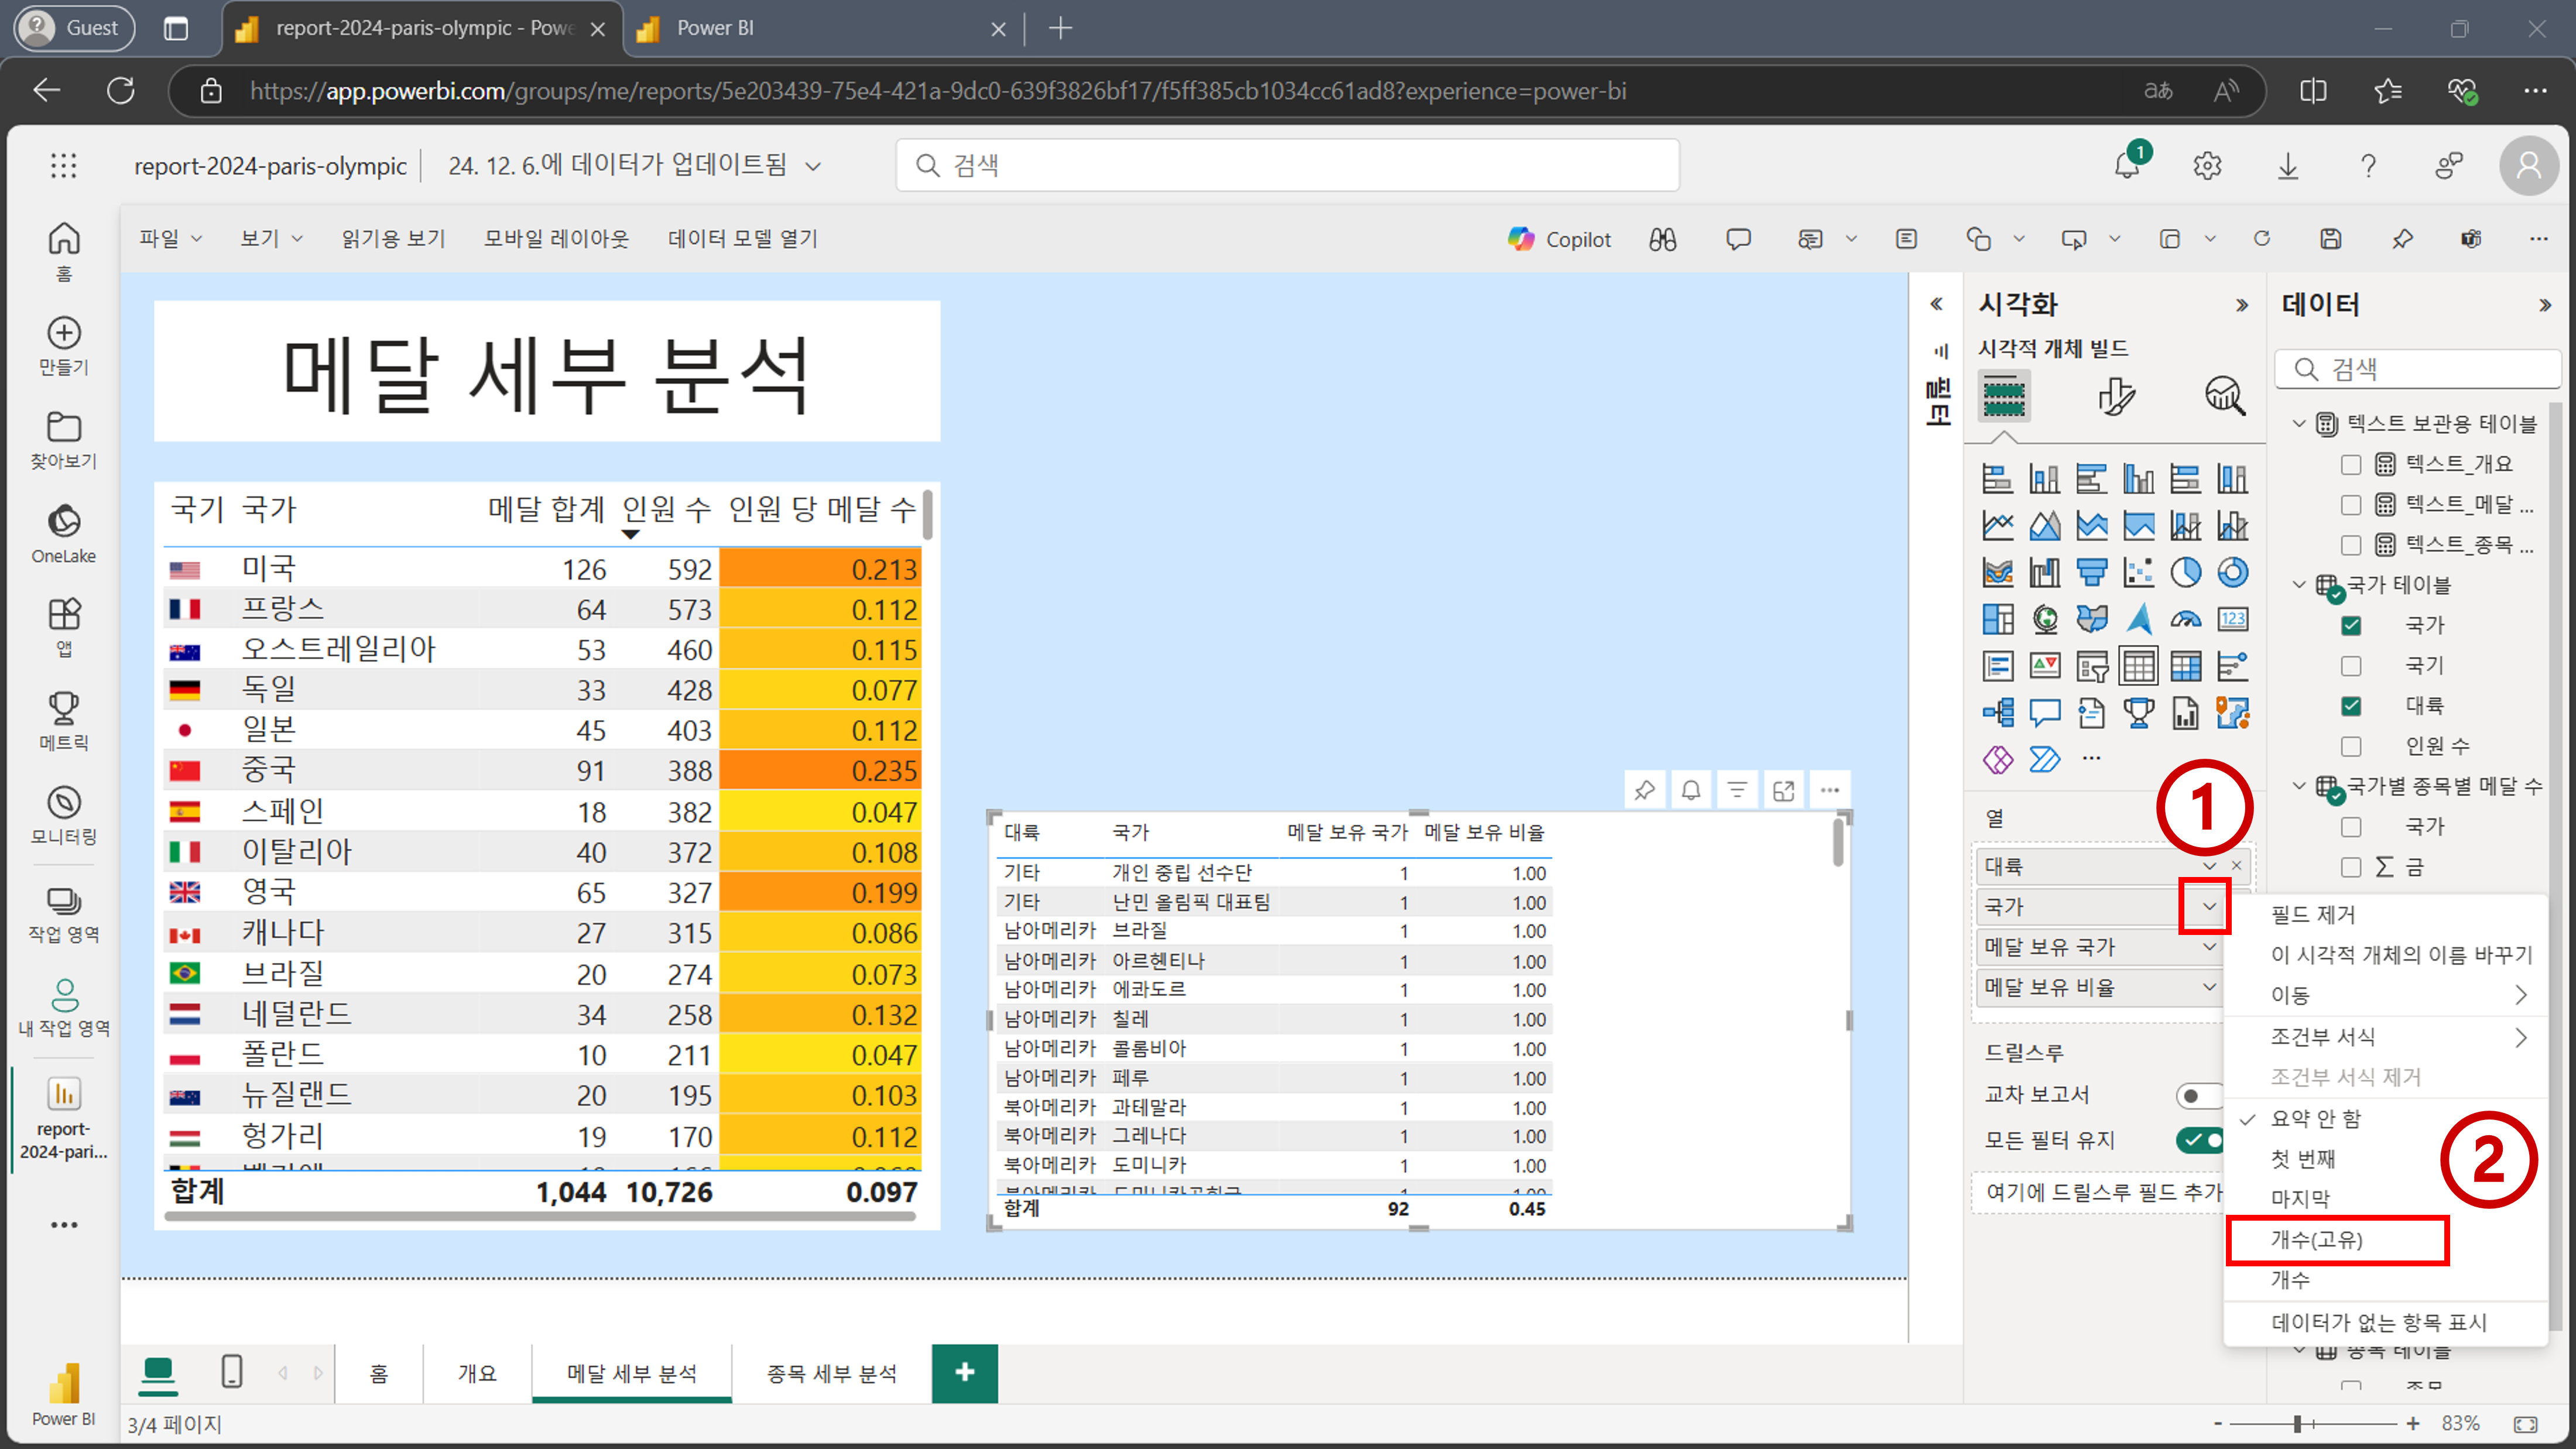 Guest
report-2024-paris-olympic - Powe
Power BI
https://app.powerbi.com/groups/me/reports/5e203439-75e4-421a-9dc0-639f3826bf17/f5ff385cb1034cc61ad8?experience=power-bi
report-2024-paris-olympic
24. 12. 6.에 데이터가 업데이트됨
검색
1
파일
보기
읽기용 보기
모바일 레이아웃
데이터 모델 열기
Copilot
홈
만들기
찾아보기
OneLake
앱
메트릭
모니터링
작업 영역
내 작업 영역
report-
2024-pari...
Power BI
메달 세부 분석
국기 국가 메달 합계 인원 수 인원 당 메달 수
미국 126 592 0.213
프랑스 64 573 0.112
오스트레일리아 53 460 0.115
독일 33 428 0.077
일본 45 403 0.112
중국 91 388 0.235
스페인 18 382 0.047
이탈리아 40 372 0.108
영국 65 327 0.199
캐나다 27 315 0.086
브라질 20 274 0.073
네덜란드 34 258 0.132
폴란드 10 211 0.047
뉴질랜드 20 195 0.103
헝가리 19 170 0.112
합계 1,044 10,726 0.097
대륙 국가 메달 보유 국가 메달 보유 비율
기타 개인 중립 선수단 1 1.00
기타 난민 올림픽 대표팀 1 1.00
남아메리카 브라질 1 1.00
남아메리카 아르헨티나 1 1.00
남아메리카 에콰도르 1 1.00
남아메리카 칠레 1 1.00
남아메리카 콜롬비아 1 1.00
남아메리카 페루 1 1.00
북아메리카 과테말라 1 1.00
북아메리카 그레나다 1 1.00
북아메리카 도미니카 1 1.00
합계 92 0.45
필터
시각화
시각적 개체 빌드
123
열
대륙
국가
메달 보유 국가
메달 보유 비율
드릴스루
교차 보고서
모든 필터 유지
여기에 드릴스루 필드 추가
데이터
검색
텍스트 보관용 테이블
텍스트_개요
텍스트_메달 ...
텍스트_종목 ...
국가 테이블
국가
국기
대륙
인원 수
국가별 종목별 메달 수
국가
금
1
필드 제거
이 시각적 개체의 이름 바꾸기
이동
조건부 서식
조건부 서식 제거
요약 안 함
첫 번째
마지막
개수(고유)
개수
데이터가 없는 항목 표시
2
종목 테이블
홈
개요
메달 세부 분석
종목 세부 분석
3/4 페이지
83%